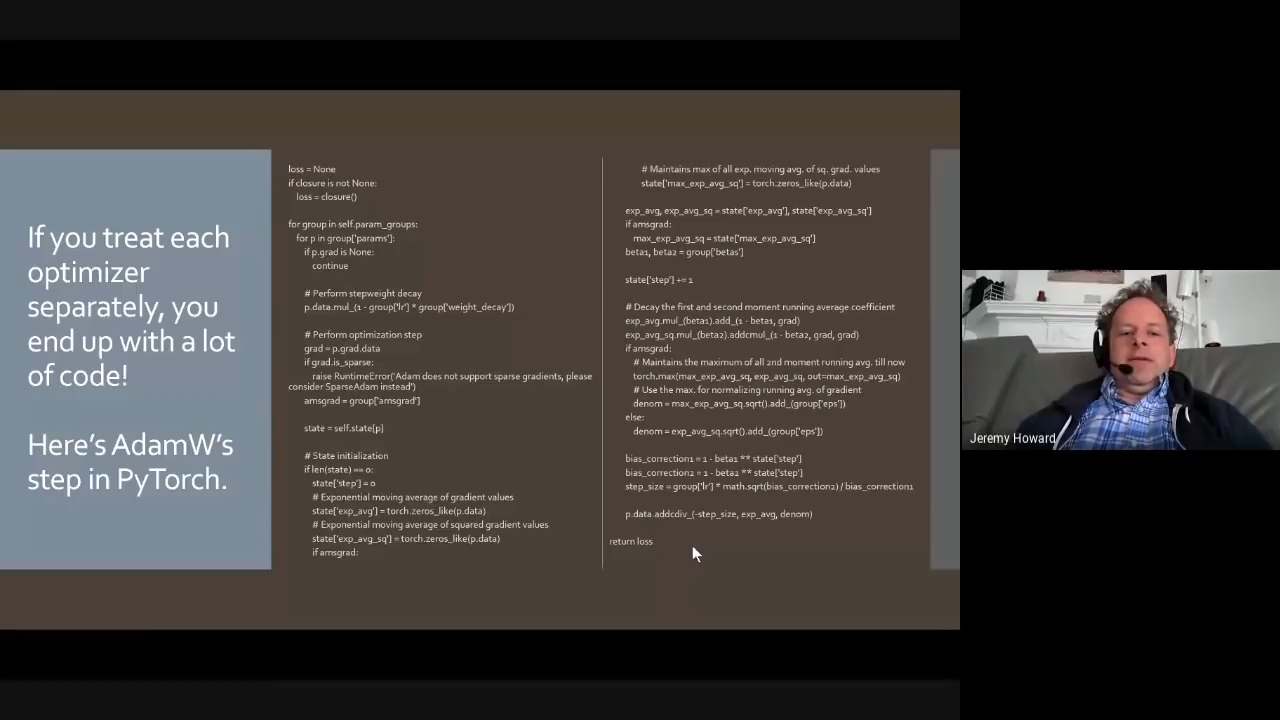 If you treat each
optimizer
separately, you
end up with a lot
of code!
Here's AdamW's
step in PyTorch.
loss = None
if closure is not None:
loss = closure()
for group in self.param_groups:
for p in group['params']:
if p.grad is None:
continue
# Perform stepweight decay
p.data.mul_(1 - group['lr'] * group['weight_decay'])
# Perform optimization step
grad = p.grad.data
if grad.is_sparse:
raise RuntimeError('Adam does not support sparse gradients, please
consider SparseAdam instead')
amsgrad = group['amsgrad']
state = self.state[p]
# State initialization
if len(state) == 0:
state['step'] = 0
# Exponential moving average of gradient values
state['exp_avg'] = torch.zeros_like(p.data)
# Exponential moving average of squared gradient values
state['exp_avg_sq'] = torch.zeros_like(p.data)
if amsgrad:
# Maintains max of all exp. moving avg. of sq. grad. values
state['max_exp_avg_sq'] = torch.zeros_like(p.data)
exp_avg, exp_avg_sq = state['exp_avg'], state['exp_avg_sq']
if amsgrad:
max_exp_avg_sq = state['max_exp_avg_sq']
beta1, beta2 = group['betas']
state['step'] += 1
# Decay the first and second moment running average coefficient
exp_avg.mul_(beta1).add_(1 - beta1, grad)
exp_avg_sq.mul_(beta2).addcmul_(1 - beta2, grad, grad)
if amsgrad:
# Maintains the maximum of all 2nd moment running avg. till now
torch.max(max_exp_avg_sq, exp_avg_sq, out=max_exp_avg_sq)
# Use the max. for normalizing running avg. of gradient
denom = max_exp_avg_sq.sqrt().add_(group['eps'])
else:
denom = exp_avg_sq.sqrt().add_(group['eps'])
bias_correction1 = 1 - beta1 ** state['step']
bias_correction2 = 1 - beta2 ** state['step']
step_size = group['lr'] * math.sqrt(bias_correction2) / bias_correction1
p.data.addcdiv_(-step_size, exp_avg, denom)
return loss
Jeremy Howard